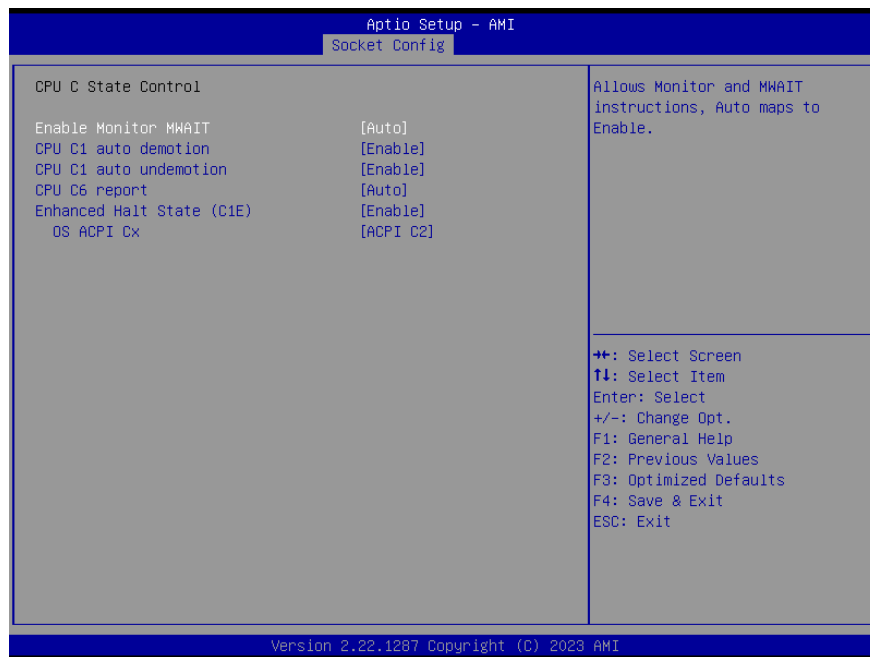 Aptio Setup – AMI
Socket Config
CPU C State Control
Enable Monitor MWAIT [Auto]
CPU C1 auto demotion [Enable]
CPU C1 auto undemotion [Enable]
CPU C6 report [Auto]
Enhanced Halt State (C1E) [Enable]
OS ACPI Cx [ACPI C2]
Allows Monitor and MWAIT
instructions, Auto maps to
Enable.
→←: Select Screen
↑↓: Select Item
Enter: Select
+/-: Change Opt.
F1: General Help
F2: Previous Values
F3: Optimized Defaults
F4: Save & Exit
ESC: Exit
Version 2.22.1287 Copyright (C) 2023 AMI